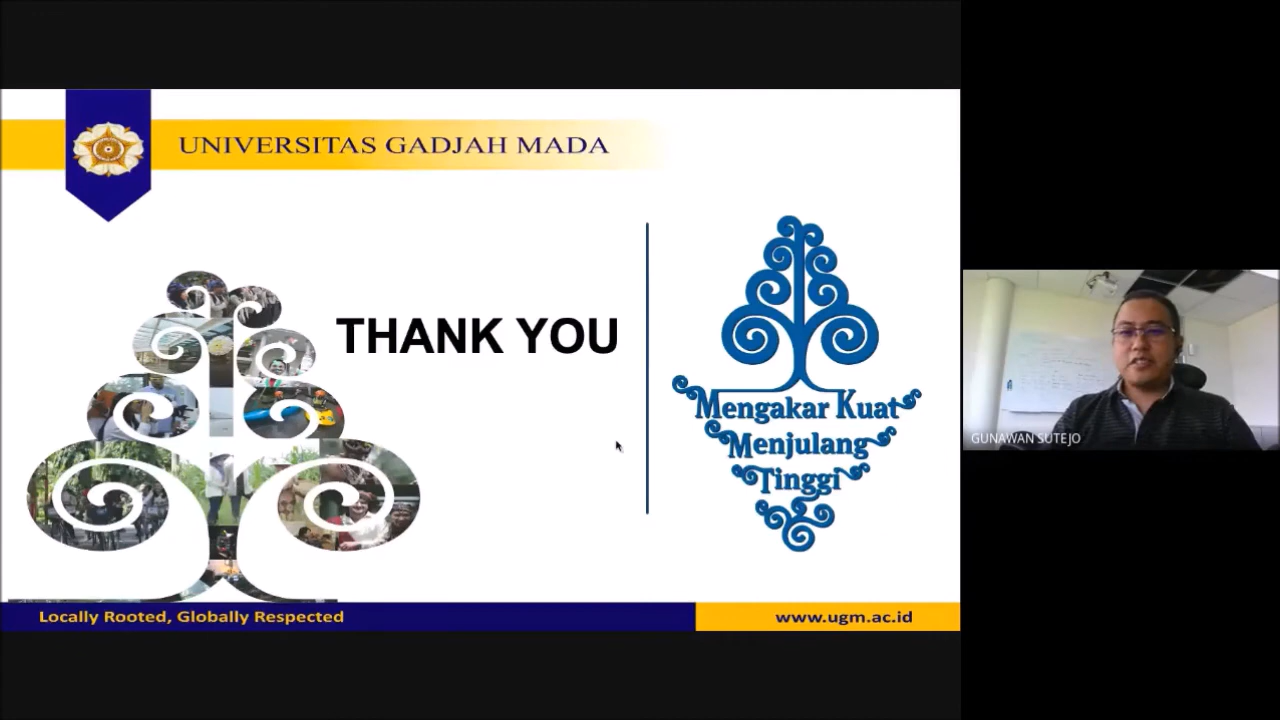 UNIVERSITAS GADJAH MADA
THANK YOU
Mengakar Kuat
Menjulang
Tinggi
Locally Rooted, Globally Respected
www.ugm.ac.id
GUNAWAN SUTEJO